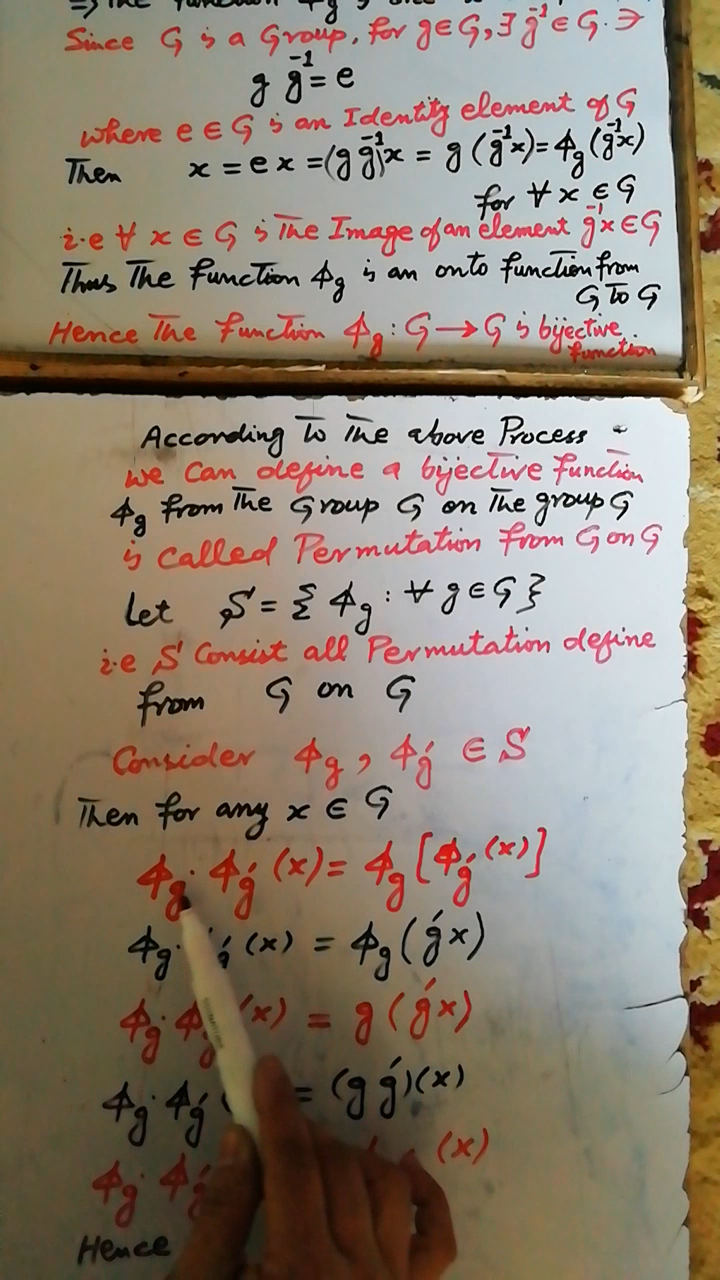 Since G is a Group, for g∈G, ∃ g⁻¹∈G ∋
g g⁻¹ = e
where e∈G is an Identity element of G
Then x = ex = (g g⁻¹)x = g(g⁻¹x) = Φg(g⁻¹x)
for ∀ x∈G
i.e ∀ x∈G is The Image of an element g⁻¹x∈G
Thus The function Φg is an onto function from
G To G
Hence The function Φg : G → G is bijective
function
According To The above Process
we Can define a bijective function
Φg from The Group G on The group G
is called Permutation from G on G
Let S = { Φg : ∀ g∈G }
i.e S Consist all Permutation define
from G on G
Consider Φg , Φg′ ∈ S
Then for any x ∈ G
Φg · Φg′ (x) = Φg [Φg′ (x)]
Φg · g′ (x) = Φg (g′x)
Φg · Φ (x) = g(g′x)
Φg · Φg′ = (g g′)(x)
Φg · Φg′ (x)
Hence